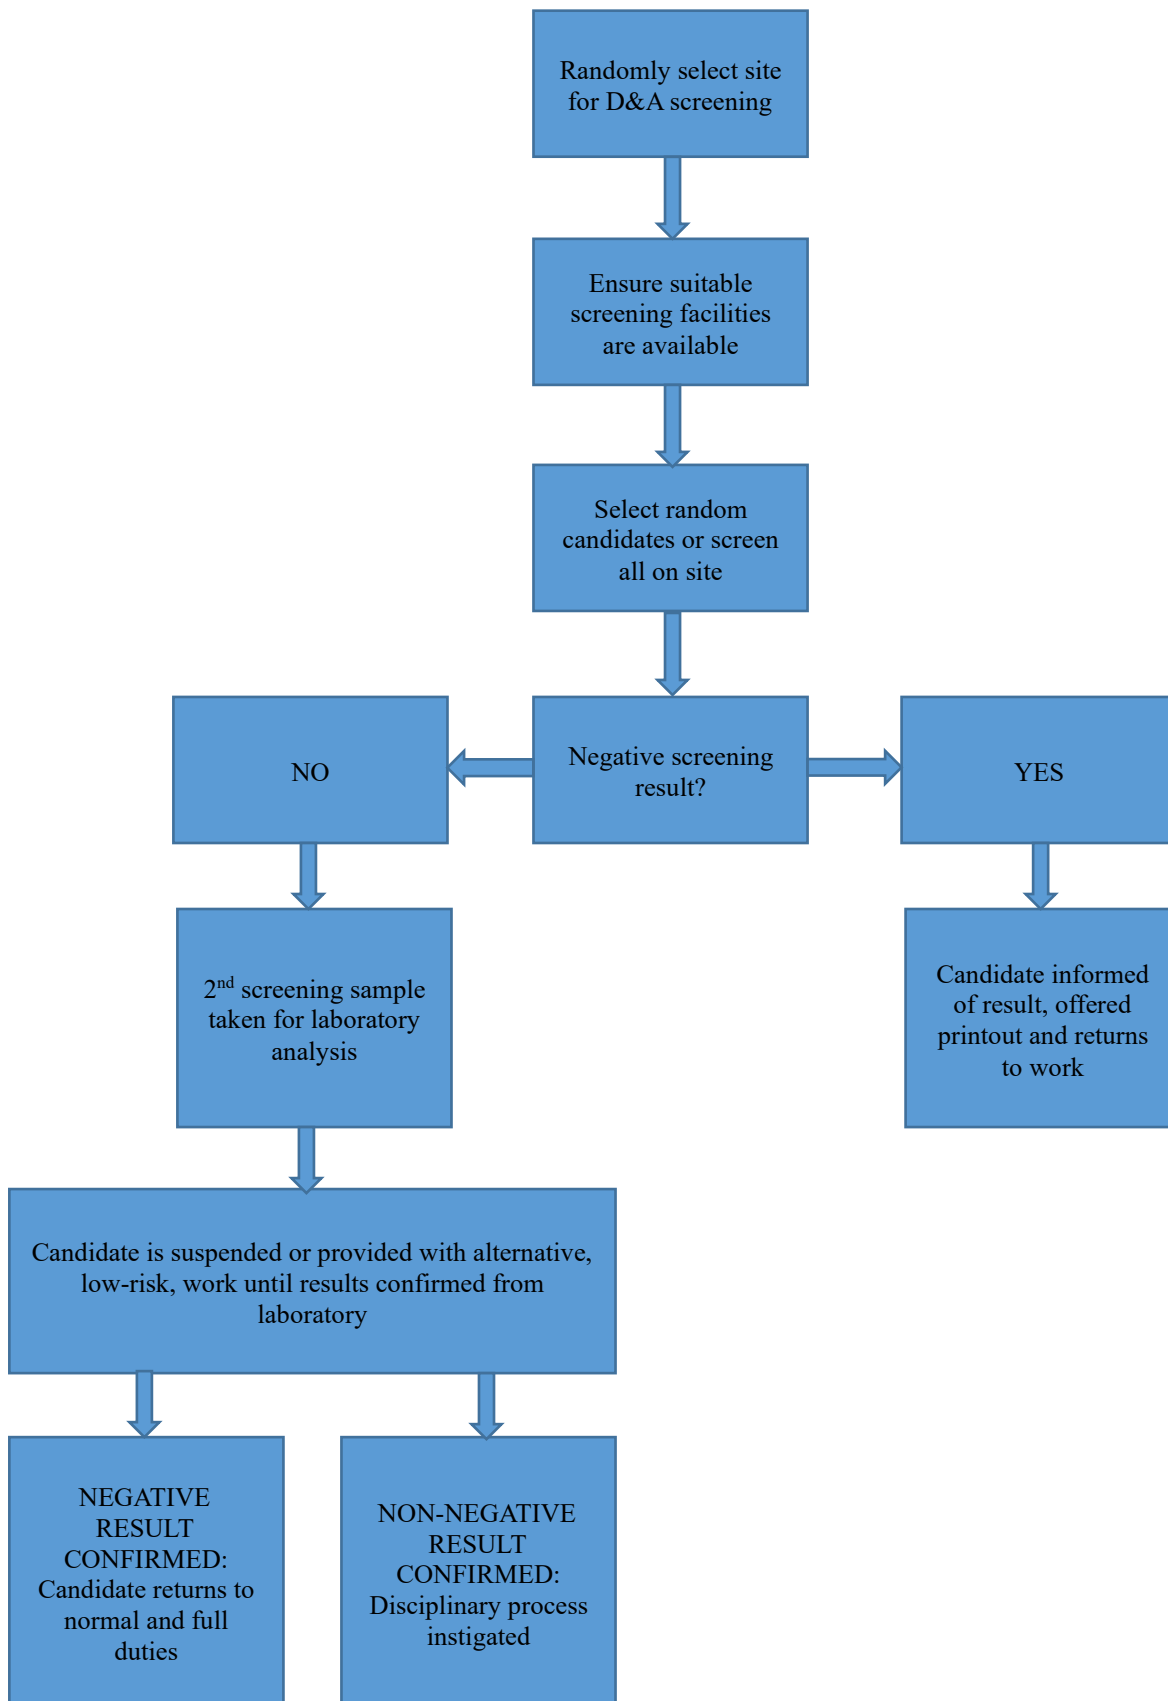 Randomly select site
for D&A screening
Ensure suitable
screening facilities
are available
Select random
candidates or screen
all on site
NO
Negative screening
result?
YES
2nd screening sample
taken for laboratory
analysis
Candidate informed
of result, offered
printout and returns
to work
Candidate is suspended or provided with alternative,
low-risk, work until results confirmed from
laboratory
NEGATIVE
RESULT
CONFIRMED:
Candidate returns to
normal and full
duties
NON-NEGATIVE
RESULT
CONFIRMED:
Disciplinary process
instigated